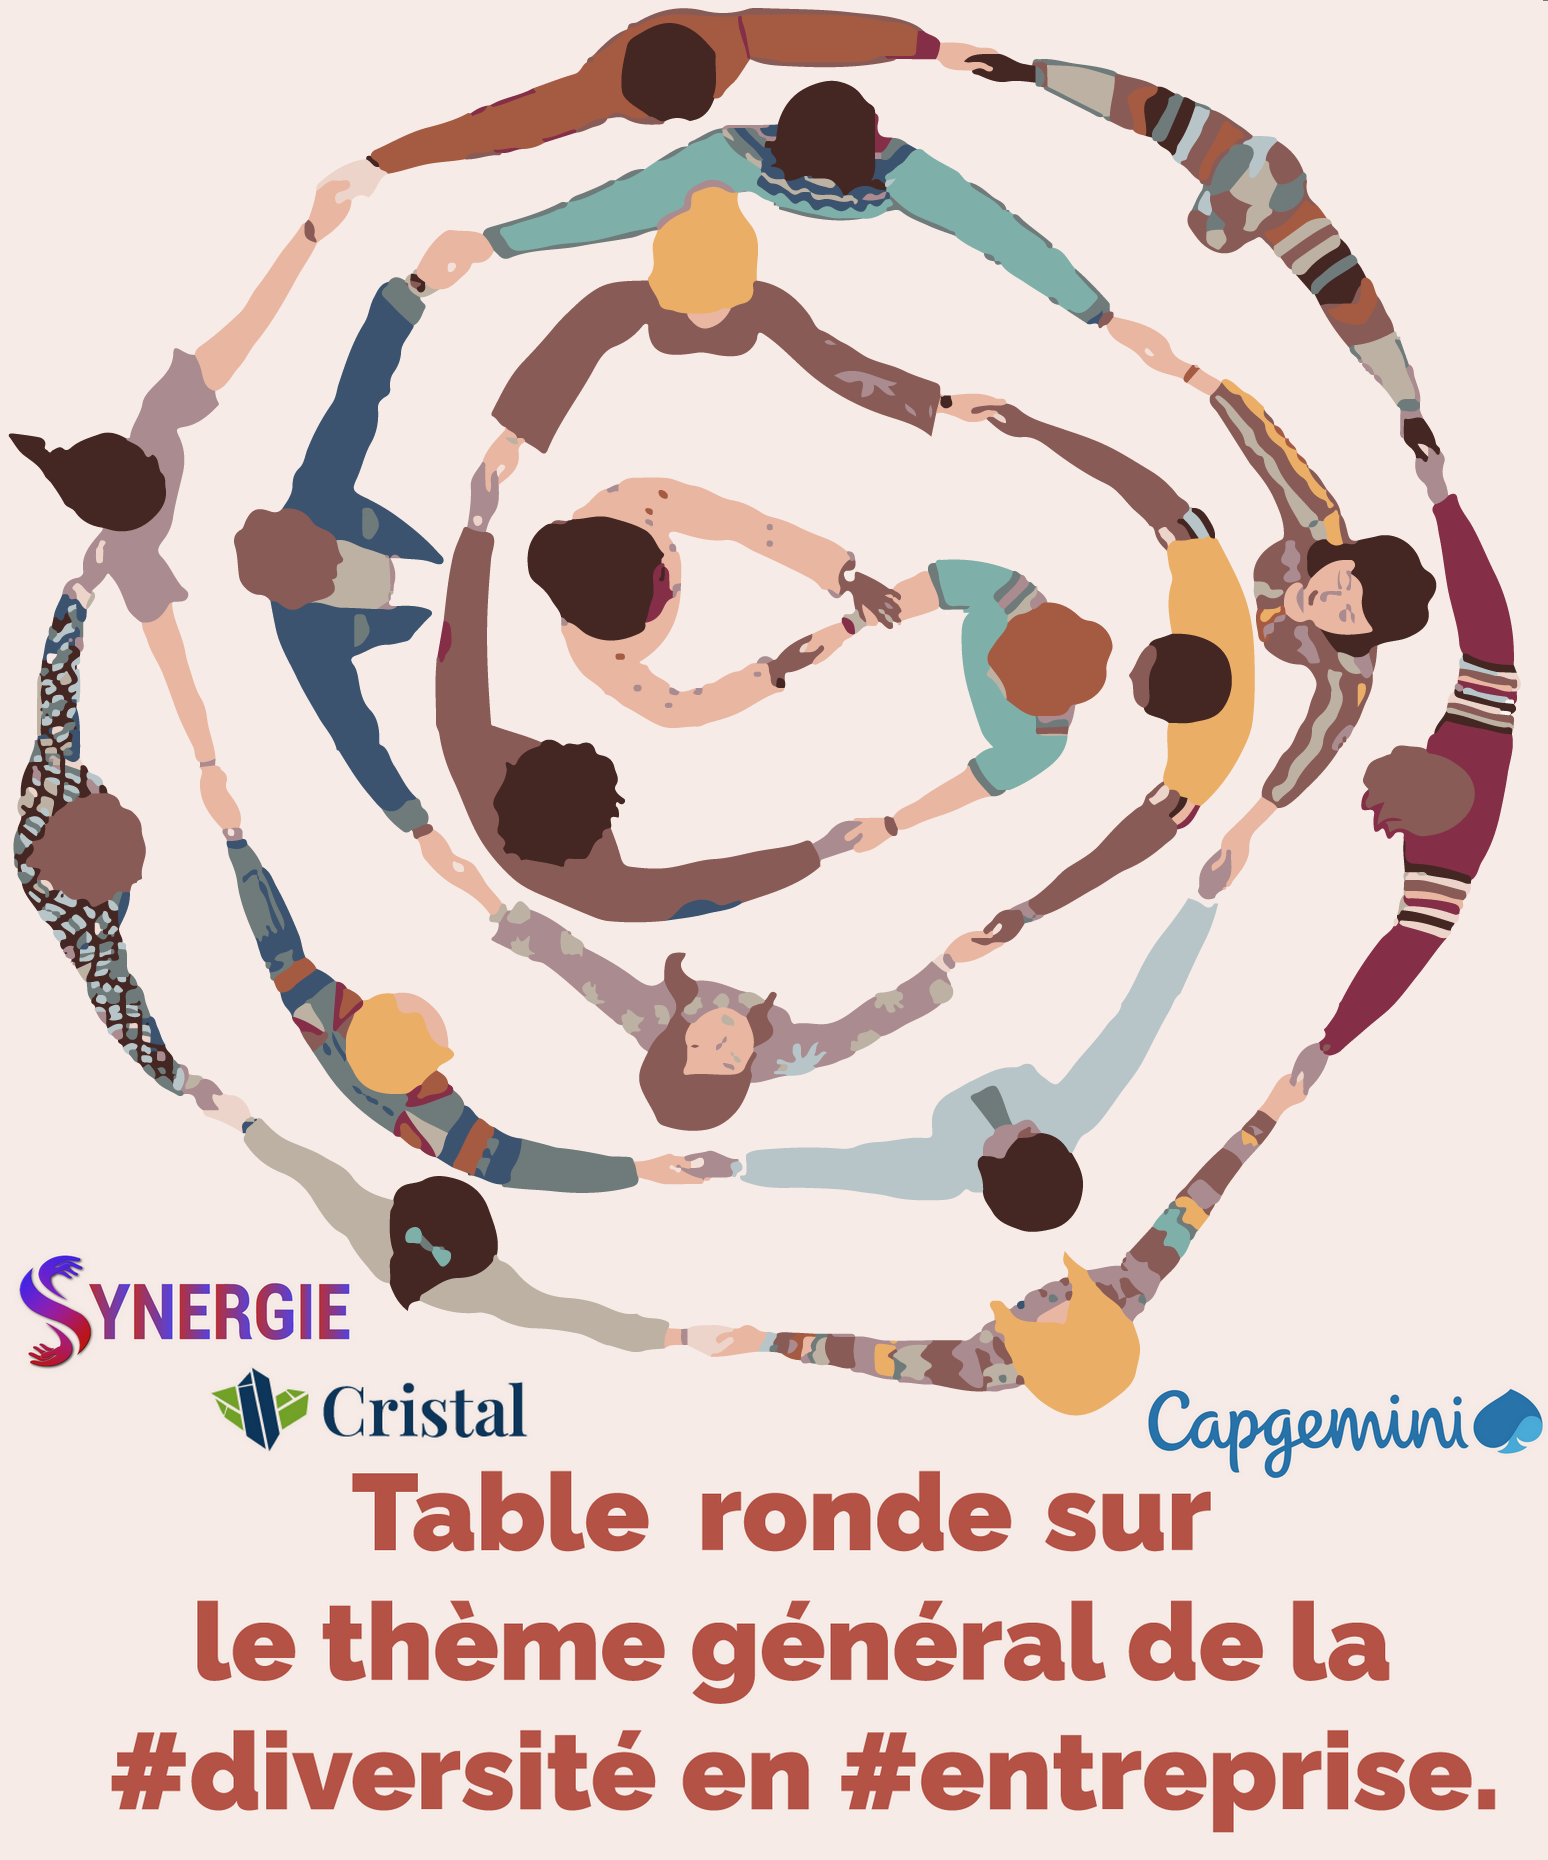 SYNERGIE
Cristal
Capgemini
Table ronde sur
le thème général de la
#diversité en #entreprise.